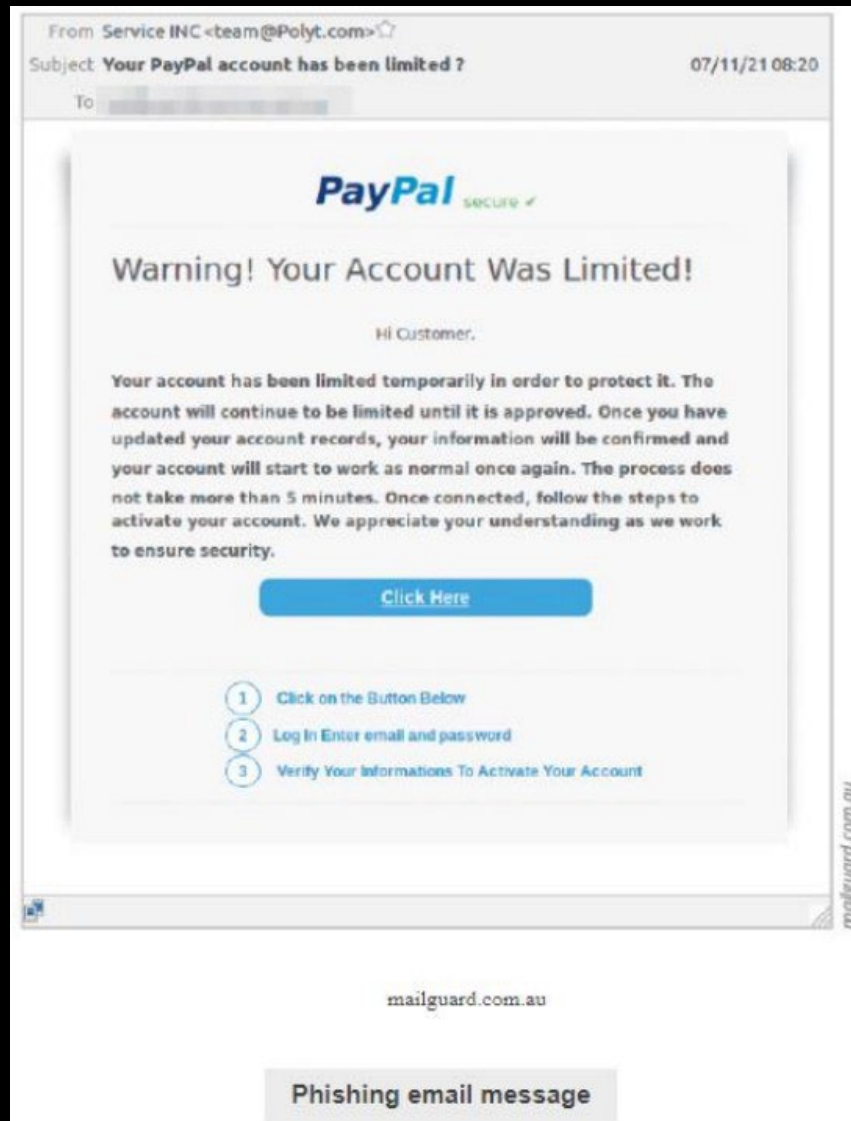 From Service INC <team@Polyt.com>
Subject Your PayPal account has been limited ? 07/11/21 08:20
To
PayPal secure ✓
Warning! Your Account Was Limited!
Hi Customer.
Your account has been limited temporarily in order to protect it. The
account will continue to be limited until it is approved. Once you have
updated your account records, your information will be confirmed and
your account will start to work as normal once again. The process does
not take more than 5 minutes. Once connected, follow the steps to
activate your account. We appreciate your understanding as we work
to ensure security.
Click Here
1 Click on the Button Below
2 Log In Enter email and password
3 Verify Your Informations To Activate Your Account
mailguard.com.au
mailguard.com.au
Phishing email message